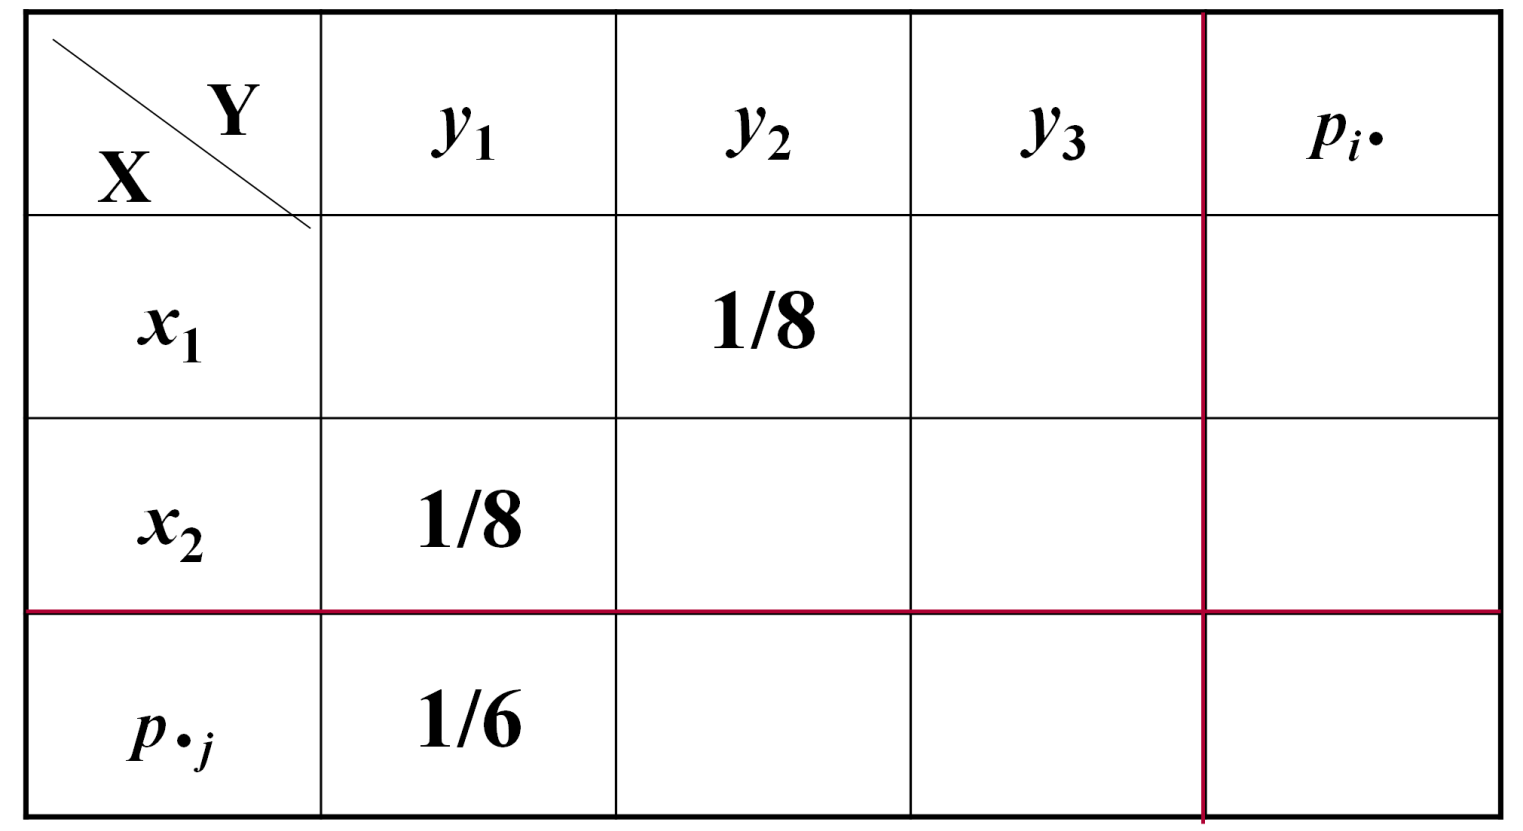 Y
X
y₁ y₂ y₃ pᵢ•
x₁ 1/8
x₂ 1/8
p•ⱼ 1/6